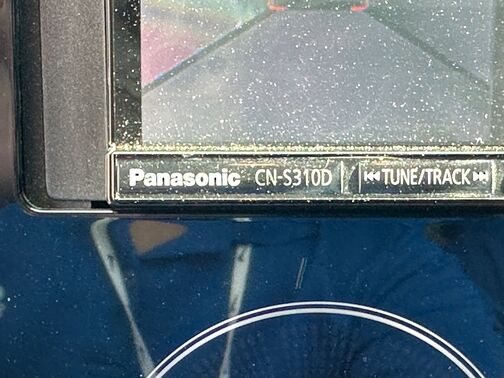 Panasonic CN-S310D ⏮TUNE/TRACK⏭